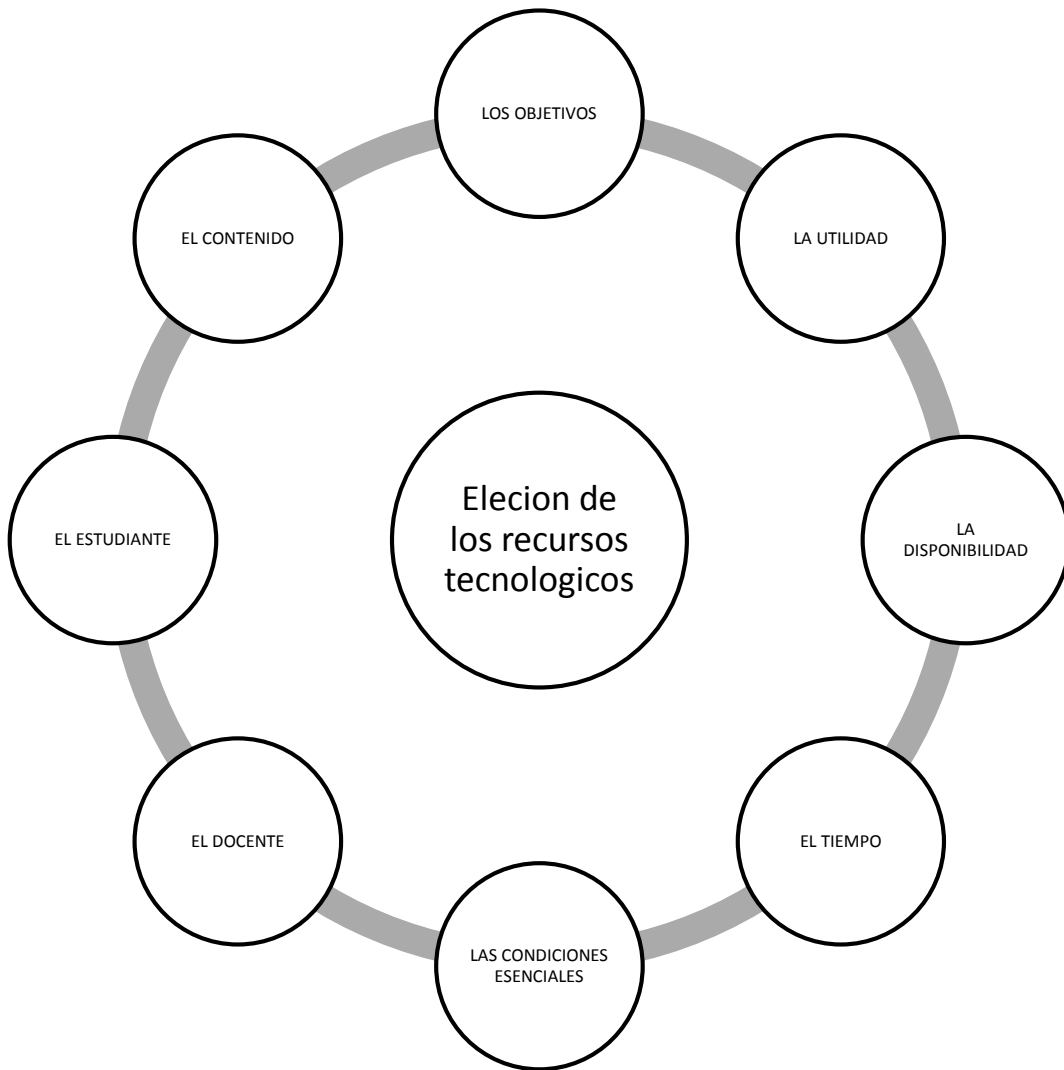 LOS OBJETIVOS
LA UTILIDAD
LA
DISPONIBILIDAD
EL TIEMPO
LAS CONDICIONES
ESENCIALES
EL DOCENTE
EL ESTUDIANTE
EL CONTENIDO
Elecion de
los recursos
tecnologicos